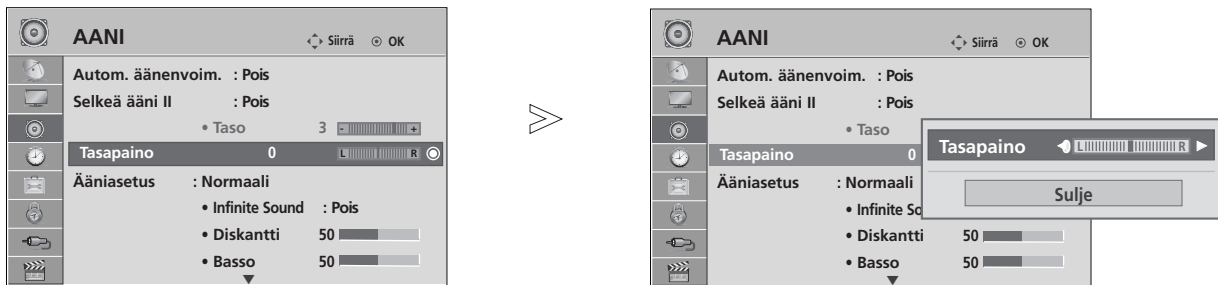 AANI Siirrä OK
Autom. äänenvoim. : Pois
Selkeä ääni II : Pois
• Taso 3 - +
Tasapaino 0 L R
Ääniasetus : Normaali
• Infinite Sound : Pois
• Diskantti 50
• Basso 50
>
AANI Siirrä OK
Autom. äänenvoim. : Pois
Selkeä ääni II : Pois
• Taso
Tasapaino 0
Ääniasetus : Normaali
• Infinite So
• Diskantti 50
• Basso 50
Tasapaino L R
Sulje